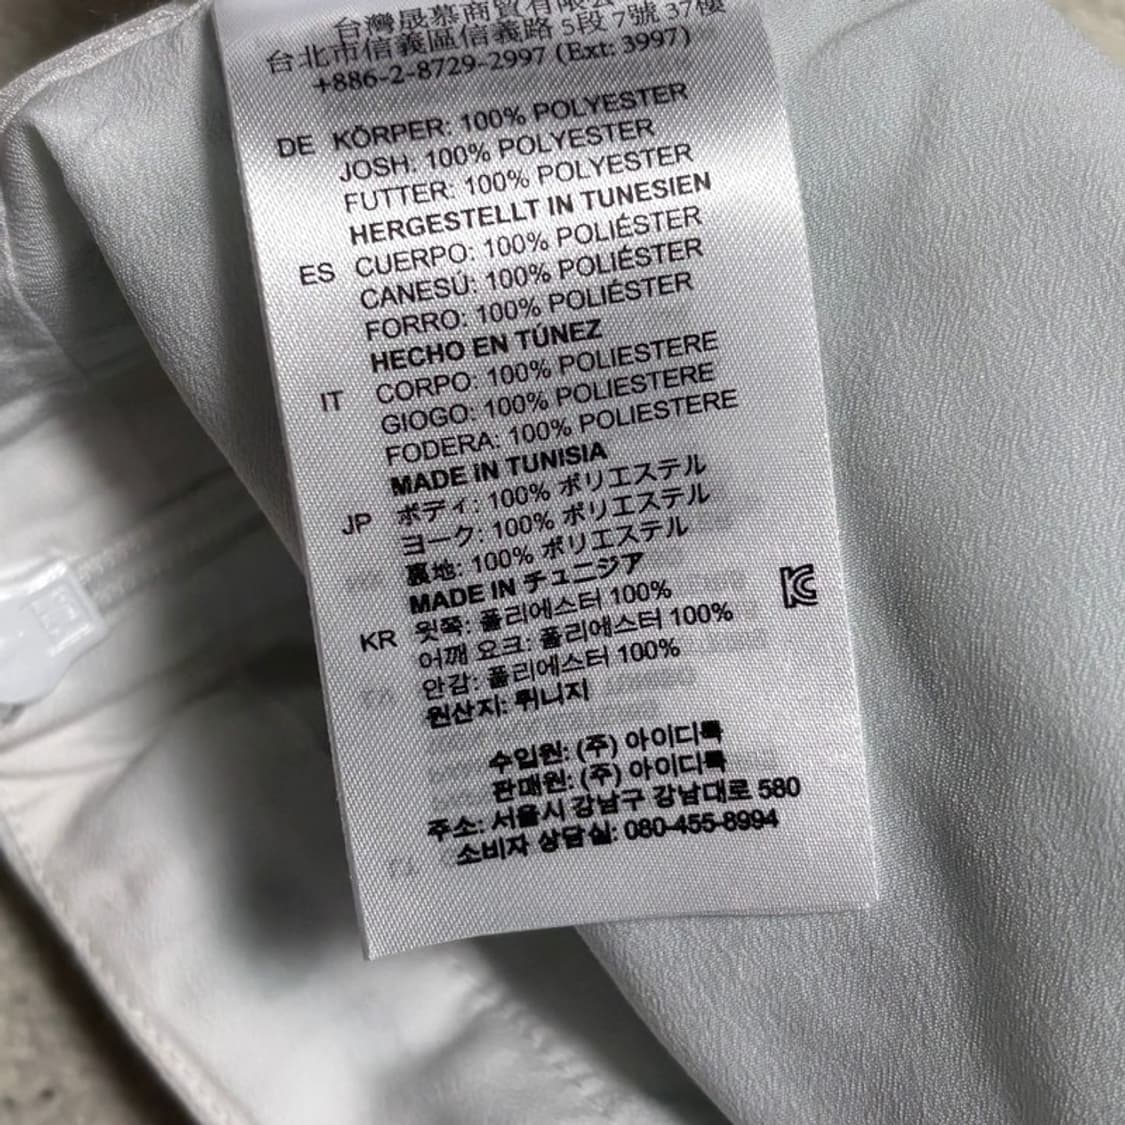 台灣晟慕商貿有限公
台北市信義區信義路 5段 7號 37樓
+886-2-8729-2997 (Ext: 3997)
DE KÖRPER: 100% POLYESTER
JOSH: 100% POLYESTER
FUTTER: 100% POLYESTER
HERGESTELLT IN TUNESIEN
ES CUERPO: 100% POLIÉSTER
CANESÚ: 100% POLIÉSTER
FORRO: 100% POLIÉSTER
HECHO EN TÚNEZ
IT CORPO: 100% POLIESTERE
GIOGO: 100% POLIESTERE
FODERA: 100% POLIESTERE
MADE IN TUNISIA
JP ボディ: 100% ポリエステル
ヨーク: 100% ポリエステル
裏地: 100% ポリエステル
MADE IN チュニジア
KR 윗쪽: 폴리에스터 100%
어깨 요크: 폴리에스터 100%
안감: 폴리에스터 100%
원산지: 튀니지
수입원: (주) 아이디룩
판매원: (주) 아이디룩
주소: 서울시 강남구 강남대로 580
소비자 상담실: 080-455-8994